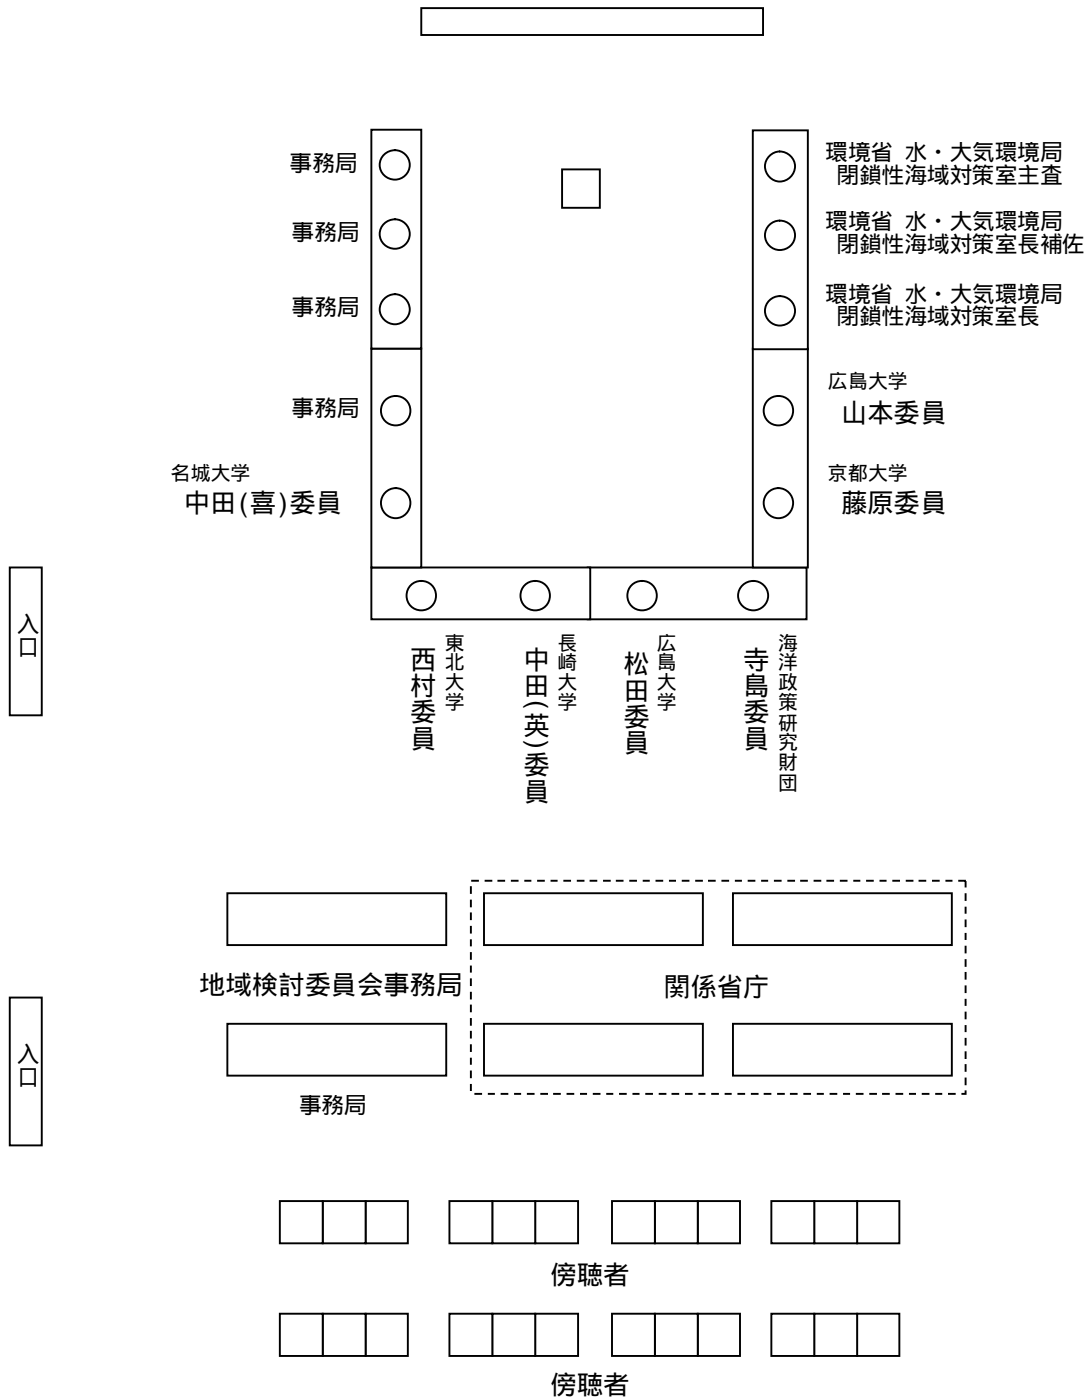 事務局
環境省 水・大気環境局
閉鎖性海域対策室主査
事務局
環境省 水・大気環境局
閉鎖性海域対策室長補佐
事務局
環境省 水・大気環境局
閉鎖性海域対策室長
事務局
広島大学
山本委員
名城大学
中田(喜)委員
京都大学
藤原委員
入口
東北大学
西村委員
長崎大学
中田(英)委員
広島大学
松田委員
海洋政策研究財団
寺島委員
地域検討委員会事務局
関係省庁
入口
事務局
傍聴者
傍聴者